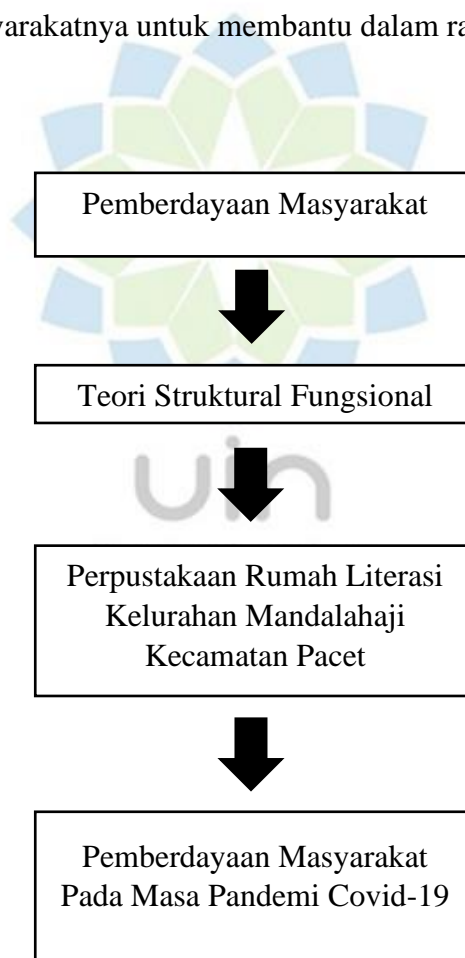 yarakatnya untuk membantu dalam ra
Pemberdayaan Masyarakat
Teori Struktural Fungsional
uin
Perpustakaan Rumah Literasi
Kelurahan Mandalahaji
Kecamatan Pacet
Pemberdayaan Masyarakat
Pada Masa Pandemi Covid-19